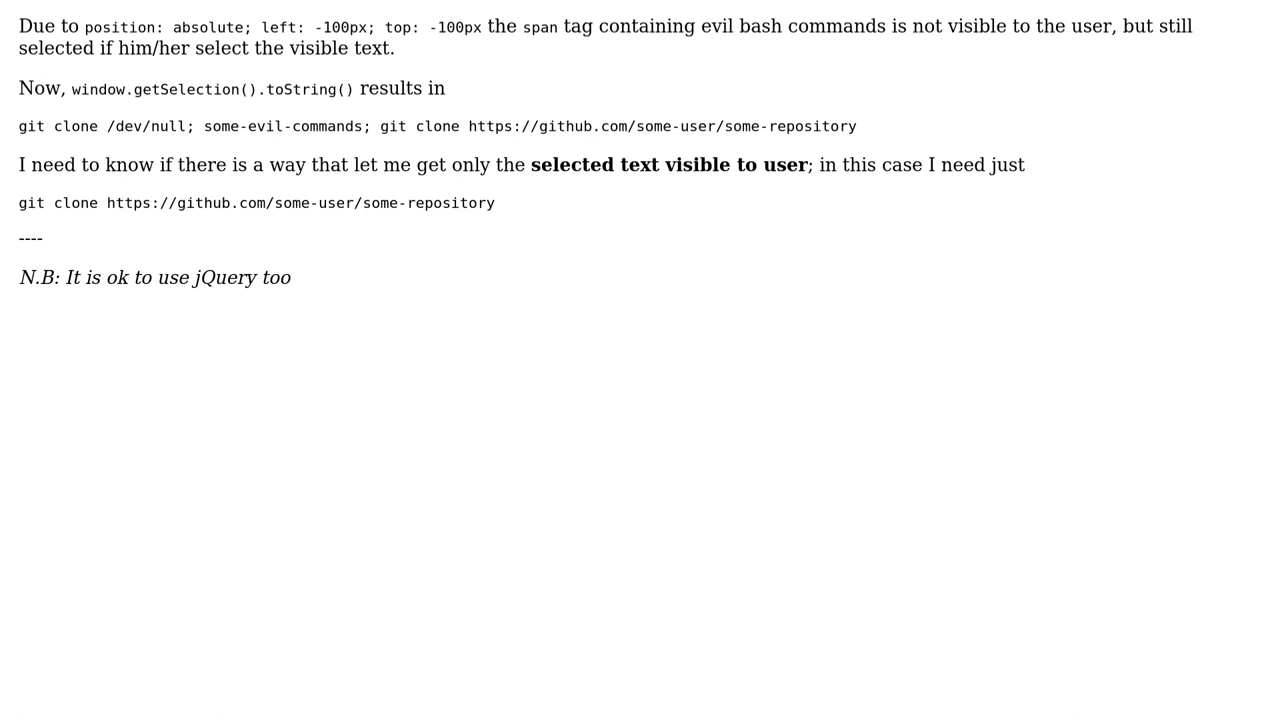 Due to position: absolute; left: -100px; top: -100px the span tag containing evil bash commands is not visible to the user, but still
selected if him/her select the visible text.
Now, window.getSelection().toString() results in
git clone /dev/null; some-evil-commands; git clone https://github.com/some-user/some-repository
I need to know if there is a way that let me get only the selected text visible to user; in this case I need just
git clone https://github.com/some-user/some-repository
----
N.B: It is ok to use jQuery too